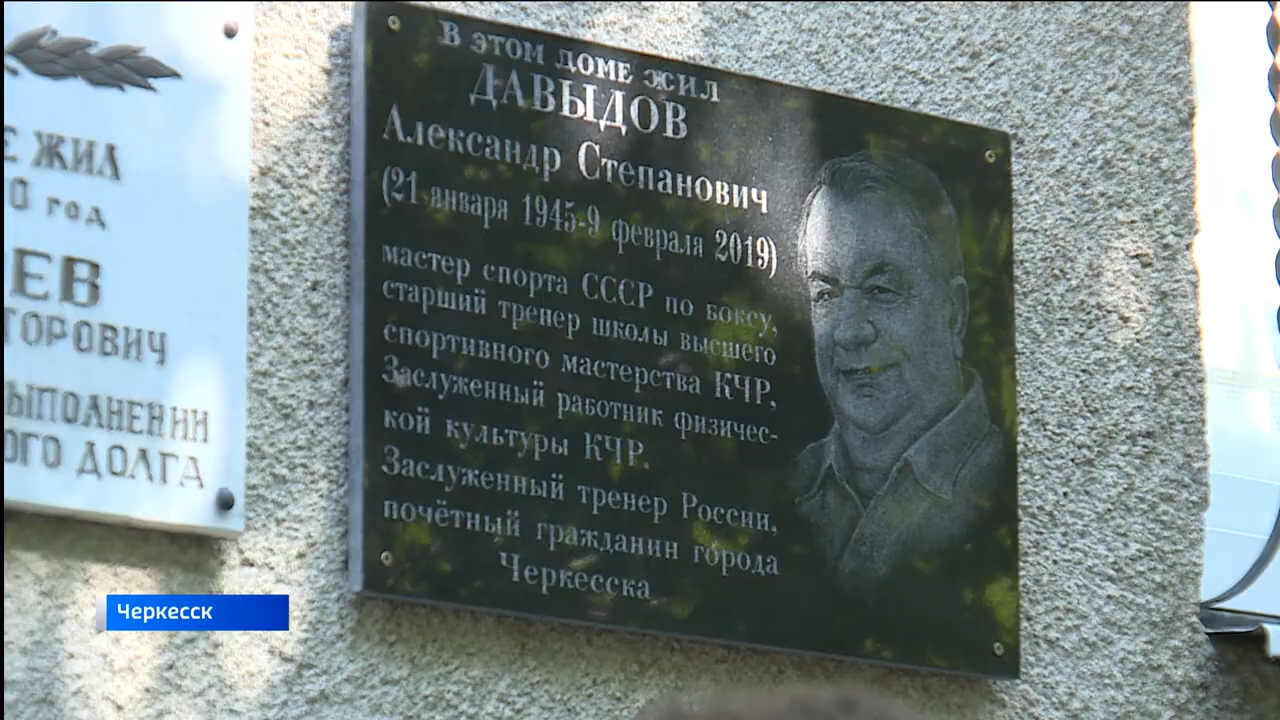 Е ЖИЛ
0 год
ЕВ
ТОРОВИЧ
ЫПОЛНЕНИИ
ОГО ДОЛГА
В этом доме жил
ДАВЫДОВ
Александр Степанович
(21 января 1945-9 февраля 2019)
мастер спорта СССР по боксу,
старший тренер школы высшего
спортивного мастерства КЧР,
Заслуженный работник физичес-
кой культуры КЧР.
Заслуженный тренер России,
почётный гражданин города
Черкесска
Черкесск